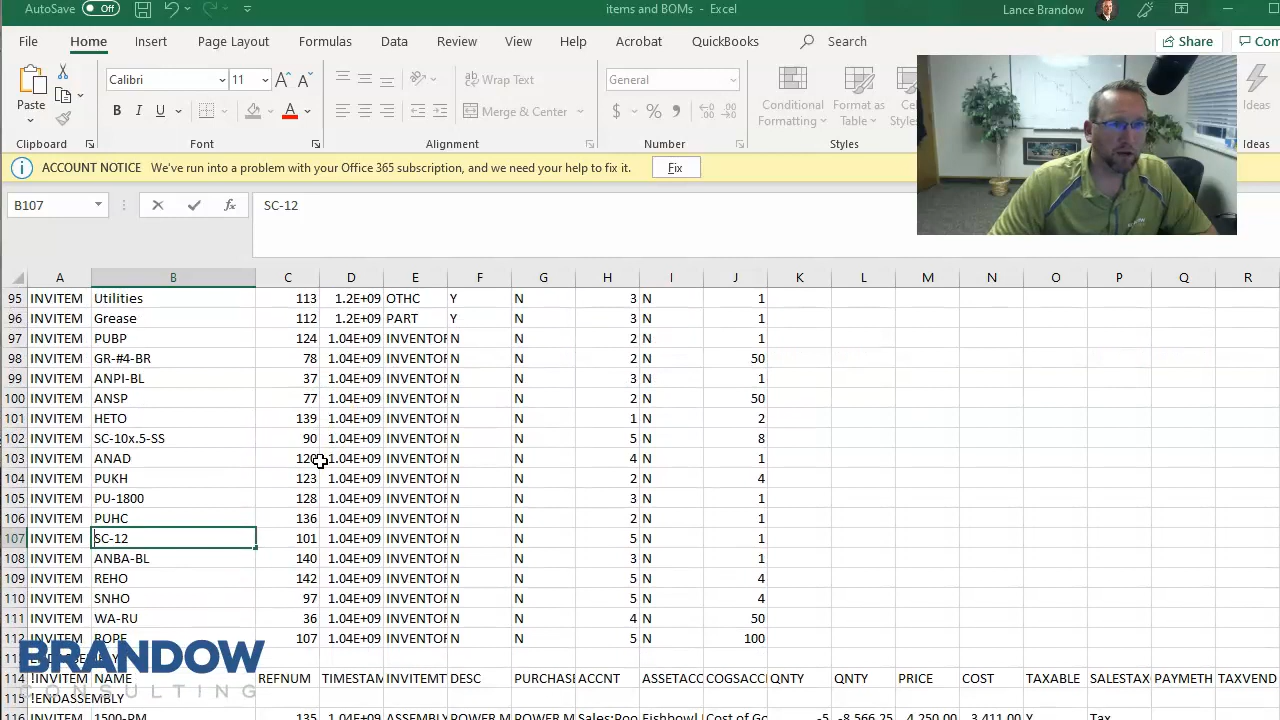 AutoSave Off items and BOMs - Excel Lance Brandow
File Home Insert Page Layout Formulas Data Review View Help Acrobat QuickBooks Search Share Com
Paste Calibri 11 Wrap Text General Conditional Formatting Format as Table Cel Styles Ideas
B I U Merge & Center $ % 9
Clipboard Font Alignment Number Styles Ideas
ACCOUNT NOTICE We've run into a problem with your Office 365 subscription, and we need your help to fix it. Fix
B107 fx SC-12
A B C D E F G H I J K L M N O P Q R
95 INVITEM Utilities 113 1.2E+09 OTHC Y N 3 N 1
96 INVITEM Grease 112 1.2E+09 PART Y N 3 N 1
97 INVITEM PUBP 124 1.04E+09 INVENTOR N N 2 N 1
98 INVITEM GR-#4-BR 78 1.04E+09 INVENTOR N N 2 N 50
99 INVITEM ANPI-BL 37 1.04E+09 INVENTOR N N 3 N 1
100 INVITEM ANSP 77 1.04E+09 INVENTOR N N 2 N 50
101 INVITEM HETO 139 1.04E+09 INVENTOR N N 1 N 2
102 INVITEM SC-10x.5-SS 90 1.04E+09 INVENTOR N N 5 N 8
103 INVITEM ANAD 120 1.04E+09 INVENTOR N N 4 N 1
104 INVITEM PUKH 123 1.04E+09 INVENTOR N N 2 N 4
105 INVITEM PU-1800 128 1.04E+09 INVENTOR N N 3 N 1
106 INVITEM PUHC 136 1.04E+09 INVENTOR N N 2 N 1
107 INVITEM SC-12 101 1.04E+09 INVENTOR N N 5 N 1
108 INVITEM ANBA-BL 140 1.04E+09 INVENTOR N N 3 N 1
109 INVITEM REHO 142 1.04E+09 INVENTOR N N 5 N 4
110 INVITEM SNHO 97 1.04E+09 INVENTOR N N 5 N 4
111 INVITEM WA-RU 36 1.04E+09 INVENTOR N N 4 N 50
112 INVITEM ROPE 107 1.04E+09 INVENTOR N N 5 N 100
BRANDOW
CONSULTING
114 !INVITEM NAME REFNUM TIMESTAM INVITEMT DESC PURCHASI ACCNT ASSETACC COGSACC QNTY QNTY PRICE COST TAXABLE SALESTAX PAYMETH TAXVEND
115 !ENDASSEMBLY
116 INVITEM 1500-PM 135 1.04E+09 ASSEMBLY POWER M POWER M Sales:Poo Fishbowl I Cost of Go -5 -8,566.25 4,250.00 3,411.00 Y Tax